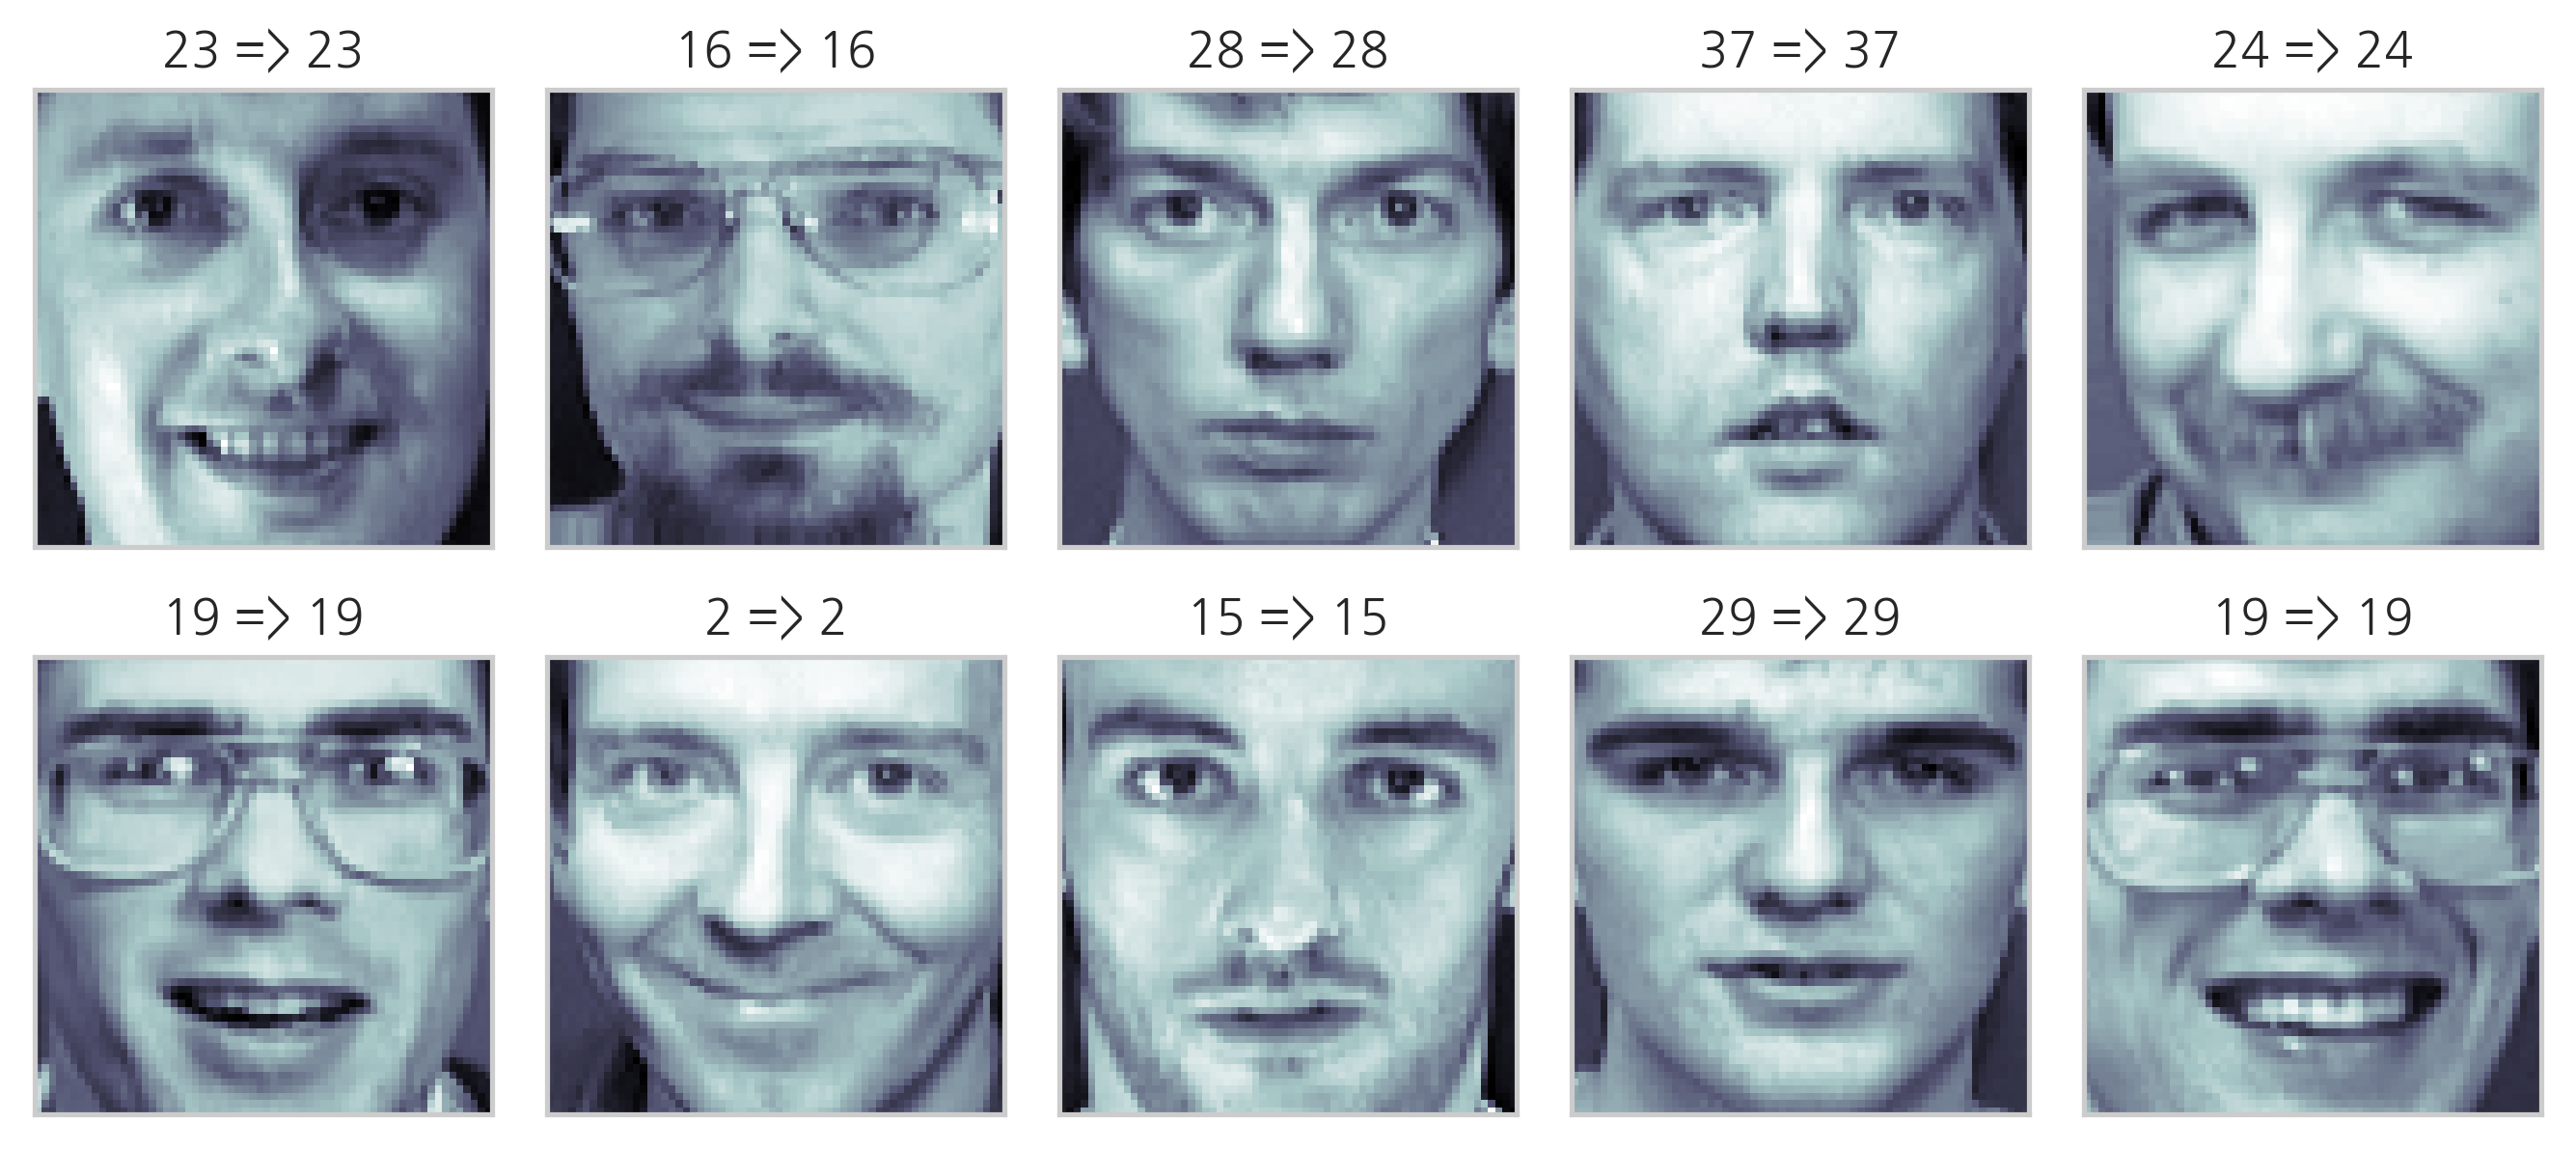 23 => 23 16 => 16 28 => 28 37 => 37 24 => 24
19 => 19 2 => 2 15 => 15 29 => 29 19 => 19